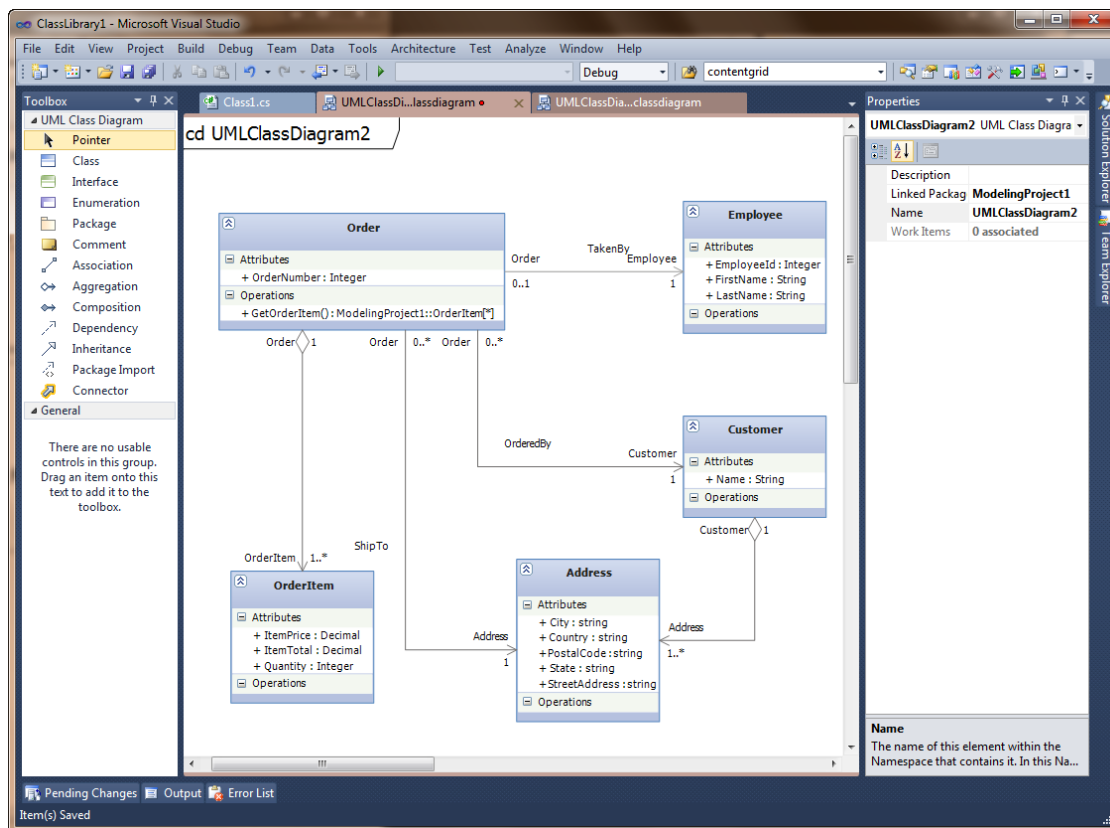 ClassLibrary1 - Microsoft Visual Studio
File Edit View Project Build Debug Team Data Tools Architecture Test Analyze Window Help
Debug contentgrid
Toolbox
UML Class Diagram
Pointer
Class
Interface
Enumeration
Package
Comment
Association
Aggregation
Composition
Dependency
Inheritance
Package Import
Connector
General
There are no usable
controls in this group.
Drag an item onto this
text to add it to the
toolbox.
Class1.cs UMLClassDi...lassdiagram UMLClassDia...classdiagram
cd UMLClassDiagram2
Order
Attributes
+ OrderNumber : Integer
Operations
+ GetOrderItem() : ModelingProject1::OrderItem[*]
TakenBy
Order Employee
0..1 1
Employee
Attributes
+ EmployeeId : Integer
+ FirstName : String
+ LastName : String
Operations
Order 1 Order 0..* Order 0..*
OrderedBy
Customer
1
Customer
Attributes
+ Name : String
Operations
Customer 1
ShipTo
OrderItem 1..*
OrderItem
Attributes
+ ItemPrice : Decimal
+ ItemTotal : Decimal
+ Quantity : Integer
Operations
Address
1
Address
Attributes
+ City : string
+ Country : string
+PostalCode :string
+ State : string
+StreetAddress :string
Operations
Address
1..*
Properties
UMLClassDiagram2 UML Class Diagra
Description
Linked Packag ModelingProject1
Name UMLClassDiagram2
Work Items 0 associated
Name
The name of this element within the
Namespace that contains it. In this Na...
Solution Explorer
Team Explorer
Pending Changes Output Error List
Item(s) Saved